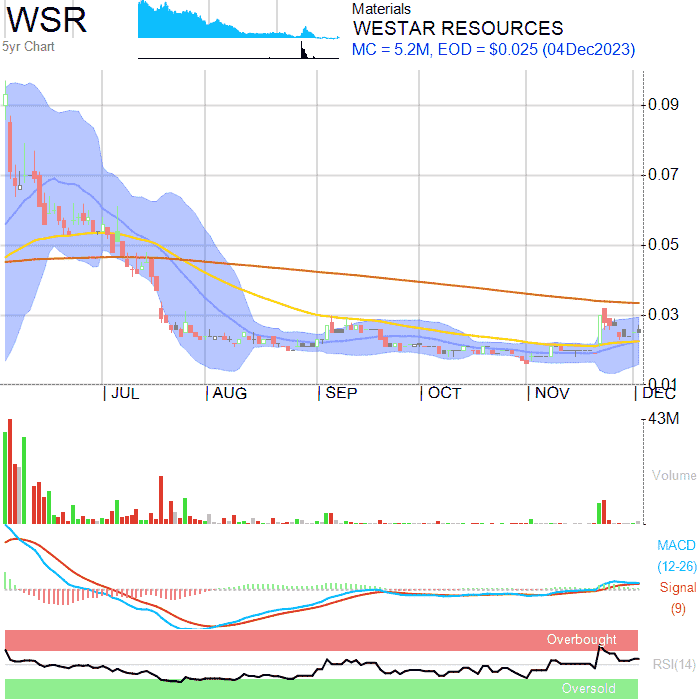 WSR
5yr Chart
Materials
WESTAR RESOURCES
MC = 5.2M, EOD = $0.025 (04Dec2023)
0.09
0.07
0.05
0.03
0.01
JUL AUG SEP OCT NOV DEC
43M
Volume
MACD
(12-26)
Signal
(9)
Overbought
RSI(14)
Oversold